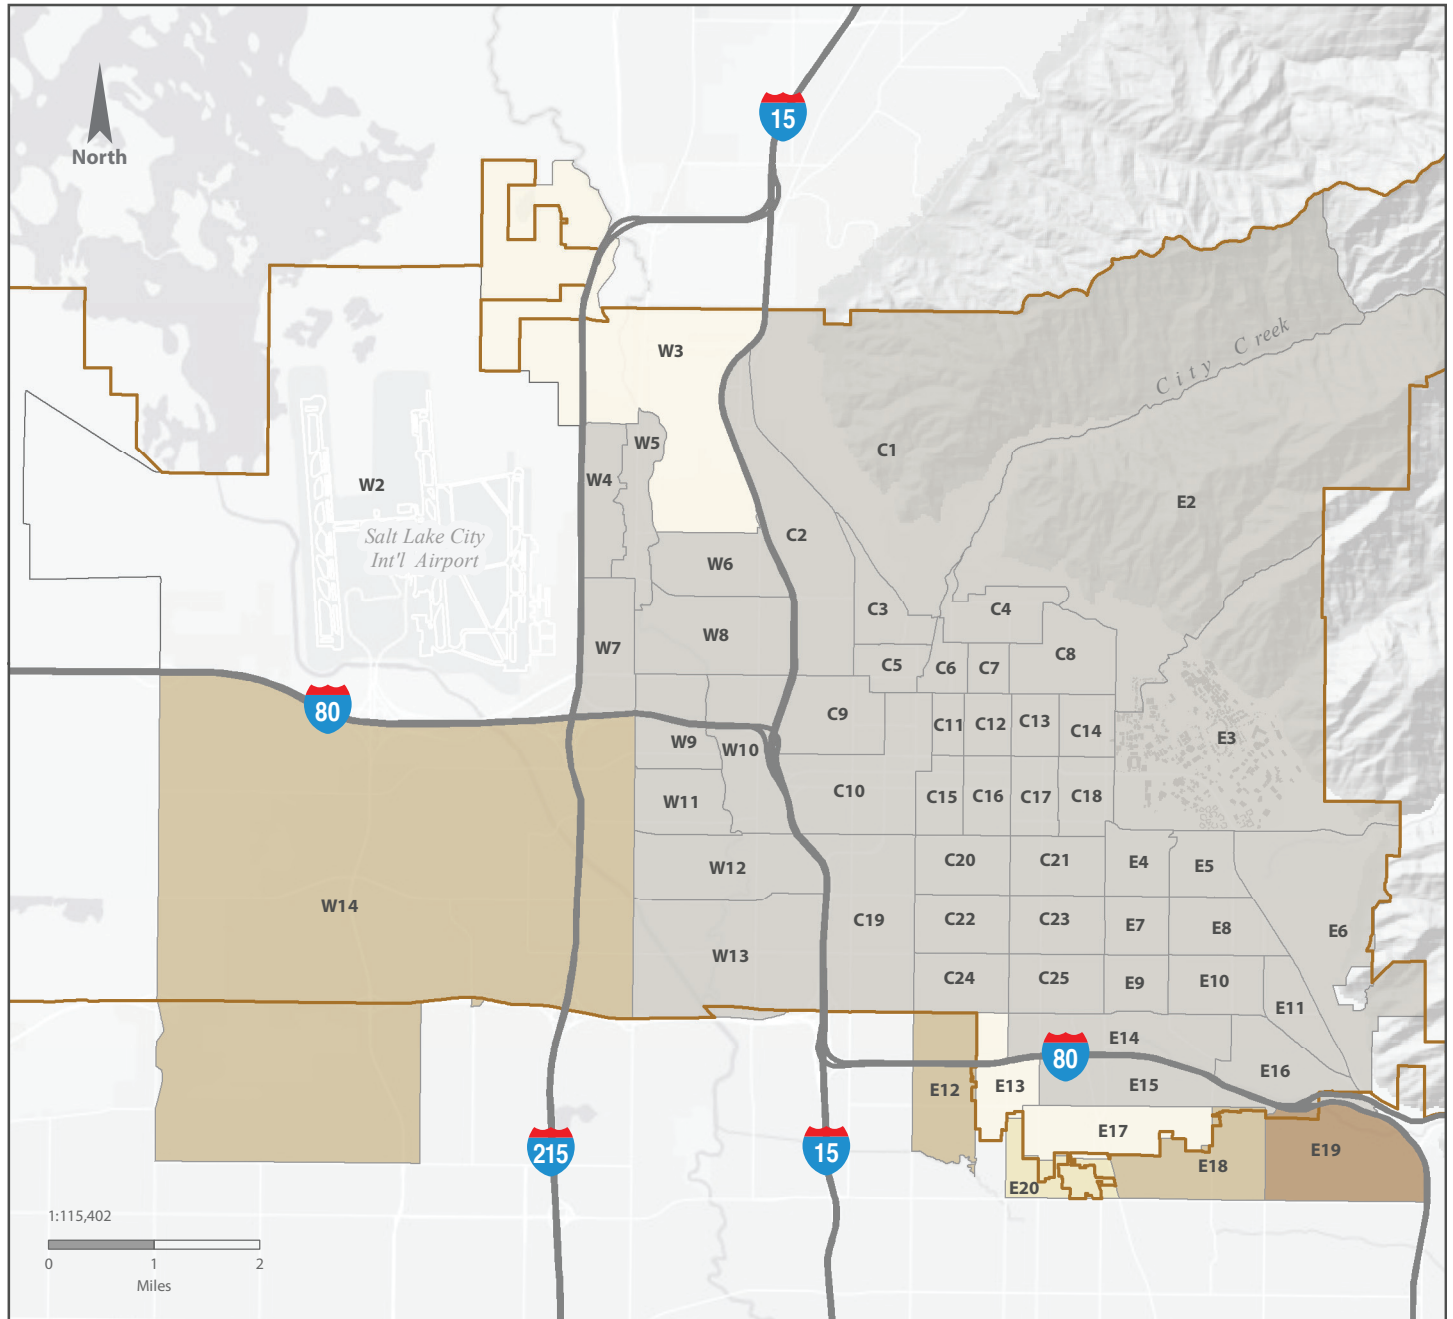 15
North
W3
City Creek
W5
C1
W4
W2
E2
Salt Lake City
Int'l Airport
C2
W6
C3
C4
W8
W7
C8
C5
C6
C7
80
C9
C11
C12
C13
C14
E3
W9
W10
C10
W11
C15
C16
C17
C18
C20
C21
E4
E5
W12
W14
C19
C22
C23
E7
E8
E6
W13
C24
C25
E9
E10
E11
E14
80
E16
E12
E13
E15
E17
215
15
E18
E19
E20
1:115,402
0
1
2
Miles